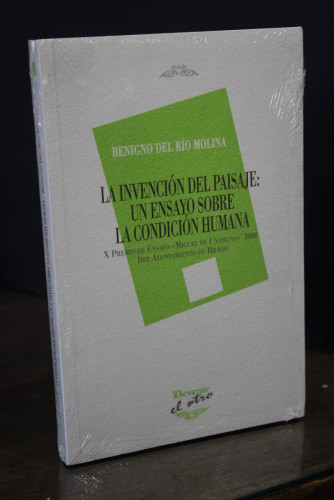 BENIGNO DEL RÍO MOLINA
LA INVENCIÓN DEL PAISAJE:
UN ENSAYO SOBRE
LA CONDICIÓN HUMANA
X PREMIO DE ENSAYO «MIGUEL DE UNAMUNO» 2008
DEL AYUNTAMIENTO DE BILBAO
Devenir
el otro